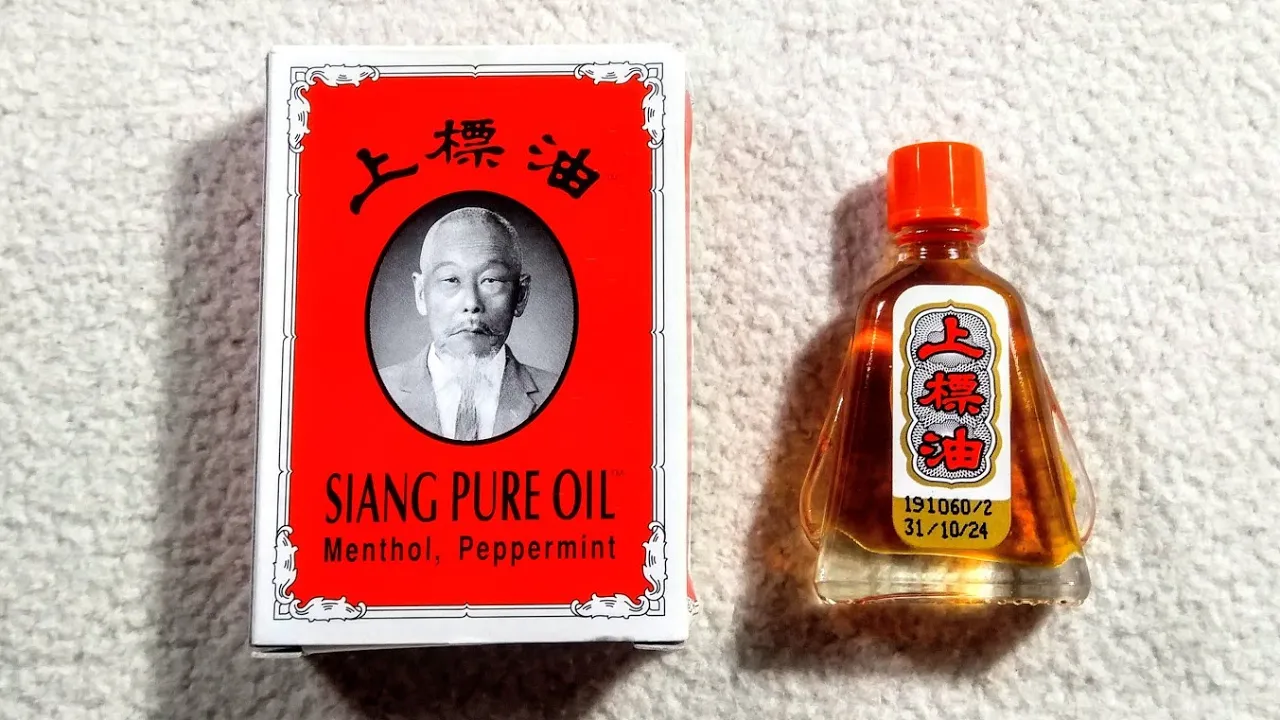 上標油
SIANG PURE OIL™
Menthol, Peppermint
上
標
油
191060/2
31/10/24